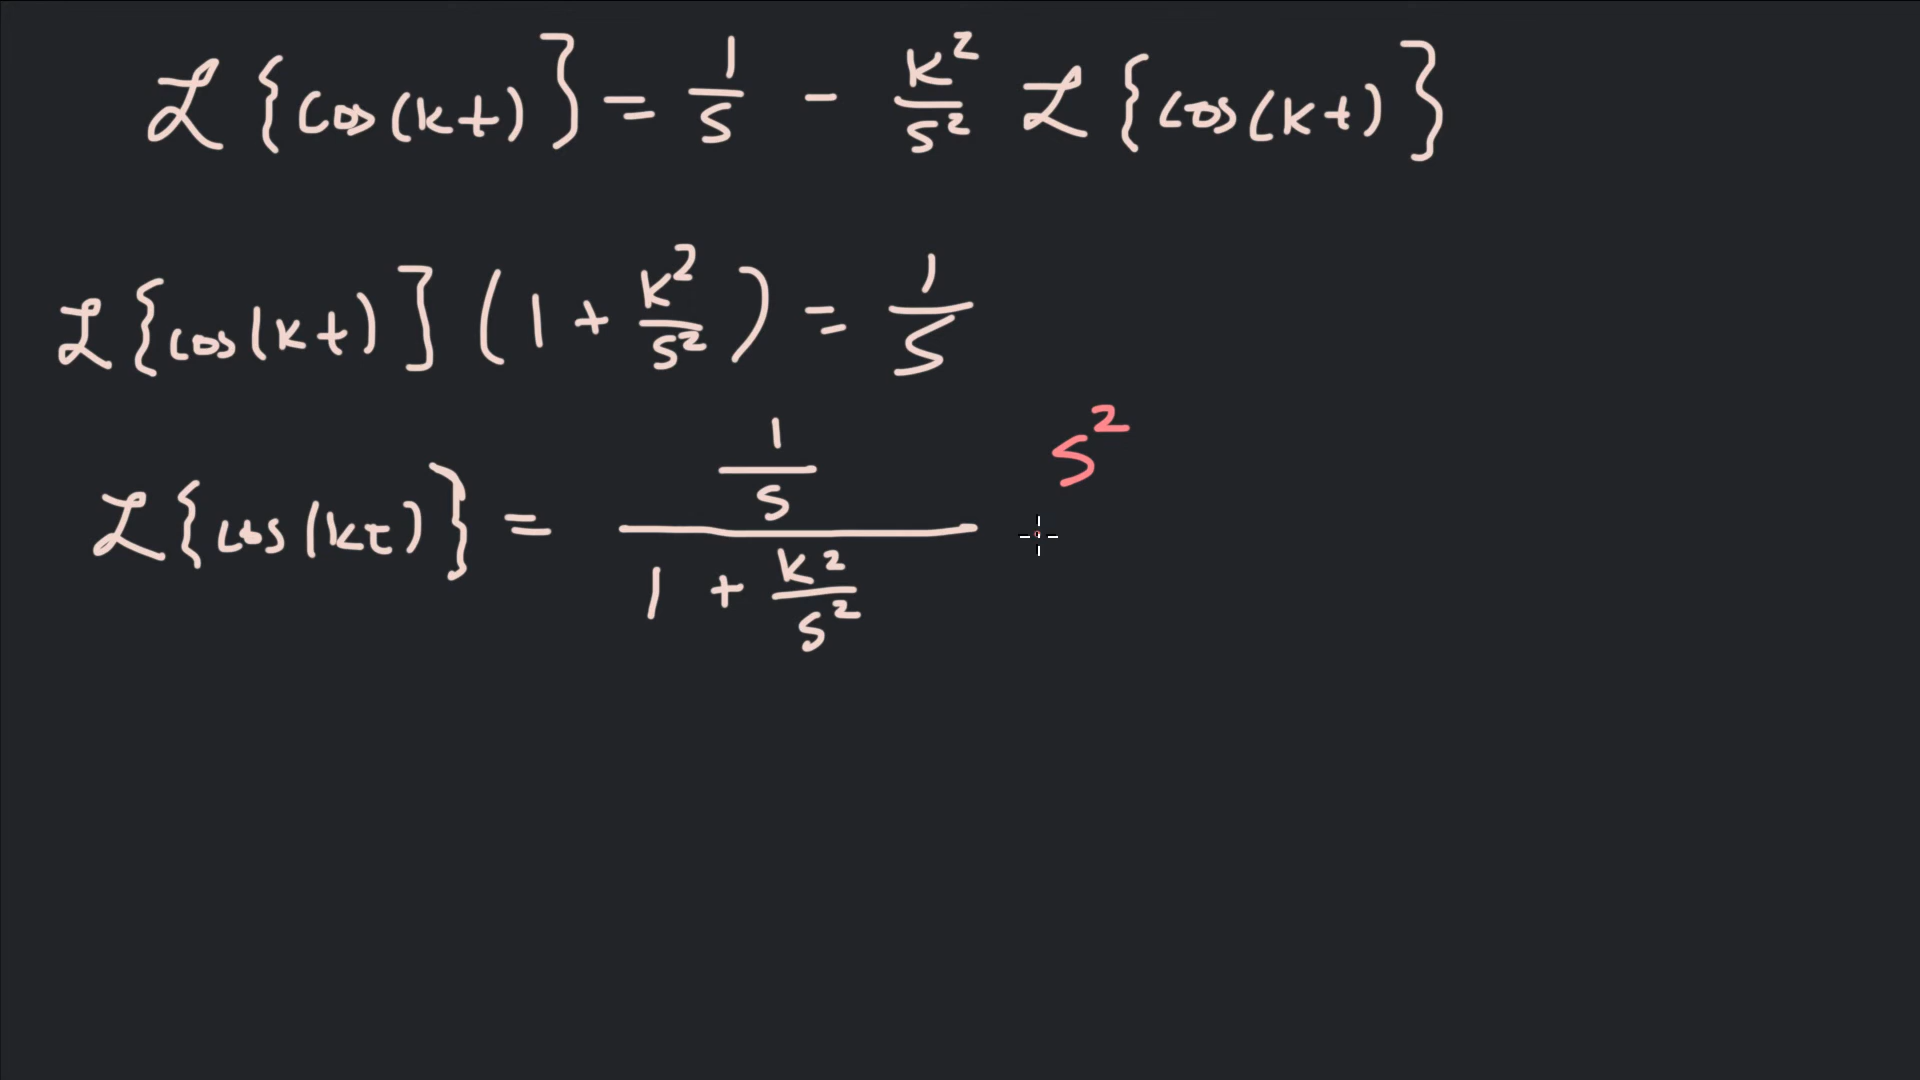 ℒ{cos(kt)} = 1/s - k²/s² ℒ{cos(kt)}
ℒ{cos(kt)] (1 + k²/s²) = 1/s
ℒ{cos(kt)} = (1/s)/(1 + k²/s²) s²